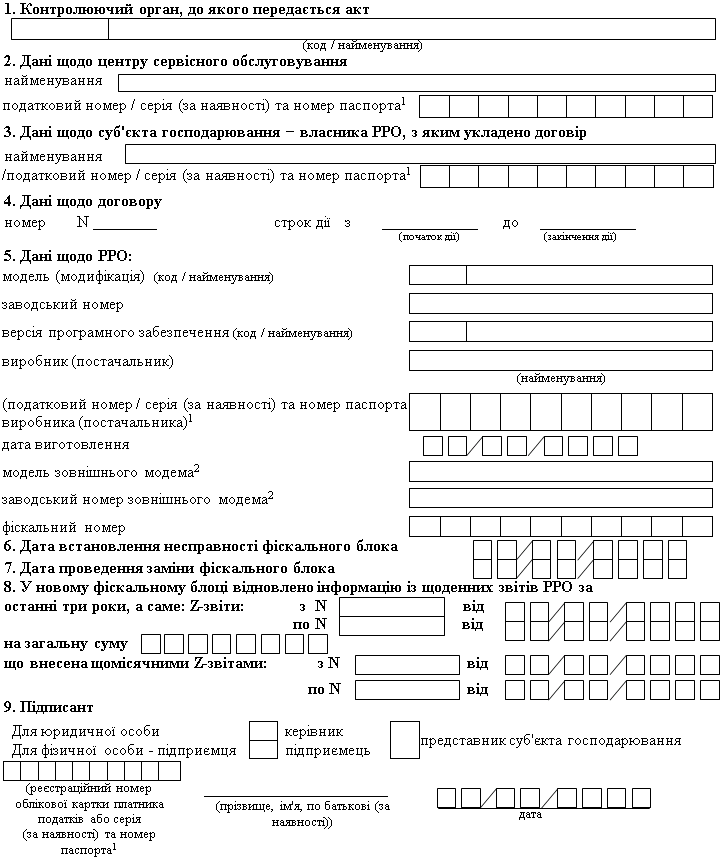 1. Контролюючий орган, до якого передається акт
(код / найменування)
2. Дані щодо центру сервісного обслуговування
найменування
податковий номер / серія (за наявності) та номер паспорта1
3. Дані щодо суб'єкта господарювання − власника РРО, з яким укладено договір
найменування
/податковий номер / серія (за наявності) та номер паспорта1
4. Дані щодо договору
номер N ________ строк дії з ____________ до ____________
(початок дії) (закінчення дії)
5. Дані щодо РРО:
модель (модифікація) (код / найменування)
заводський номер
версія програмного забезпечення (код / найменування)
виробник (постачальник)
(найменування)
(податковий номер / серія (за наявності) та номер паспорта
виробника (постачальника)1
дата виготовлення
модель зовнішнього модема2
заводський номер зовнішнього модема2
фіскальний номер
6. Дата встановлення несправності фіскального блока
7. Дата проведення заміни фіскального блока
8. У новому фіскальному блоці відновлено інформацію із щоденних звітів РРО за
останні три роки, а саме: Z-звіти: з N від
по N від
на загальну суму
що внесена щомісячними Z-звітами: з N від
по N від
9. Підписант
Для юридичної особи керівник
Для фізичної особи - підприємця підприємець представник суб'єкта господарювання
(реєстраційний номер
облікової картки платника
податків або серія
(за наявності) та номер
паспорта1
(прізвище, ім'я, по батькові (за
наявності))
дата